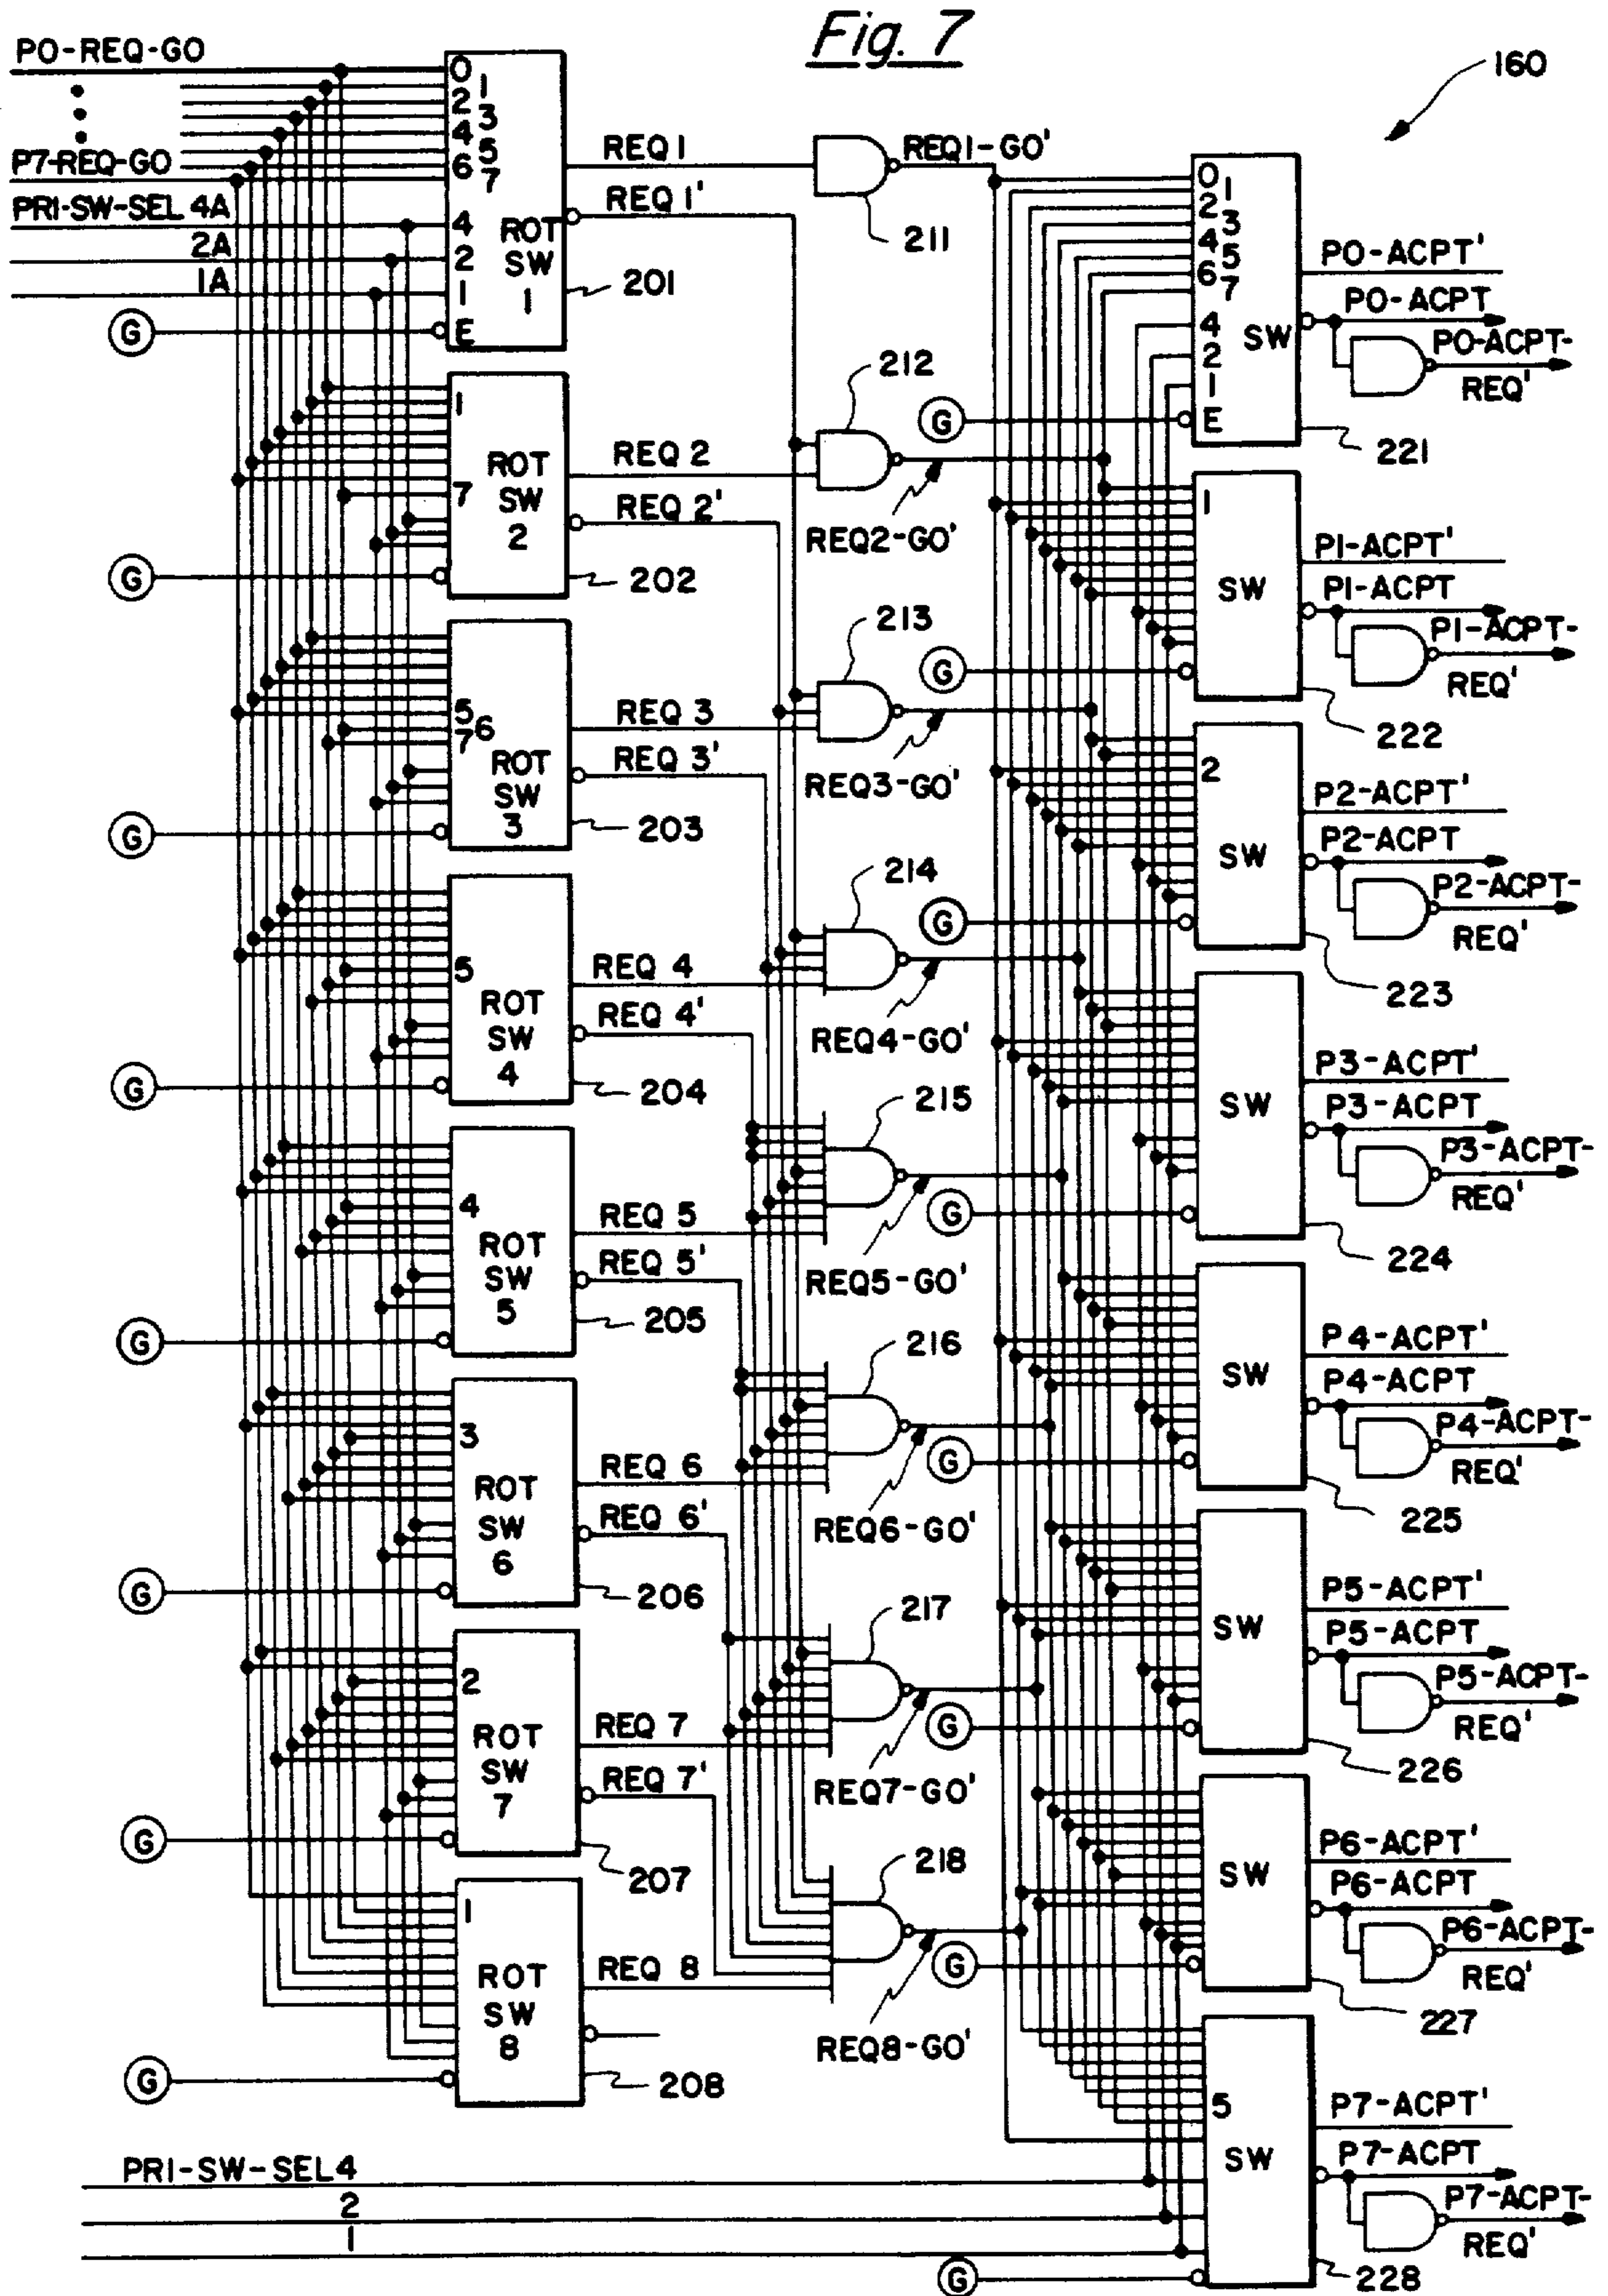 Fig. 7
160
P0-REQ-GO
P7-REQ-GO
PRI-SW-SEL 4A
2A
1A
G
0
1
2
3
4
5
6
7
4
2
1
E
ROT
SW
1
201
REQ 1
REQ 1'
REQ1-GO'
211
G
1
7
ROT
SW
2
202
REQ 2
REQ 2'
212
REQ2-GO'
G
5
6
7
ROT
SW
3
203
REQ 3
REQ 3'
213
REQ3-GO'
G
5
ROT
SW
4
204
REQ 4
REQ 4'
214
REQ4-GO'
G
4
ROT
SW
5
205
REQ 5
REQ 5'
215
REQ5-GO'
G
3
ROT
SW
6
206
REQ 6
REQ 6'
216
REQ6-GO'
G
2
ROT
SW
7
207
REQ 7
REQ 7'
217
REQ7-GO'
G
1
ROT
SW
8
208
REQ 8
218
REQ8-GO'
G
0
1
2
3
4
5
6
7
4
2
1
E
SW
221
P0-ACPT'
P0-ACPT
P0-ACPT-
REQ'
G
1
SW
222
P1-ACPT'
P1-ACPT
P1-ACPT-
REQ'
G
2
SW
223
P2-ACPT'
P2-ACPT
P2-ACPT-
REQ'
G
SW
224
P3-ACPT'
P3-ACPT
P3-ACPT-
REQ'
G
SW
225
P4-ACPT'
P4-ACPT
P4-ACPT-
REQ'
G
SW
226
P5-ACPT'
P5-ACPT
P5-ACPT-
REQ'
G
SW
227
P6-ACPT'
P6-ACPT
P6-ACPT-
REQ'
G
5
SW
228
P7-ACPT'
P7-ACPT
P7-ACPT-
REQ'
G
PRI-SW-SEL4
2
1